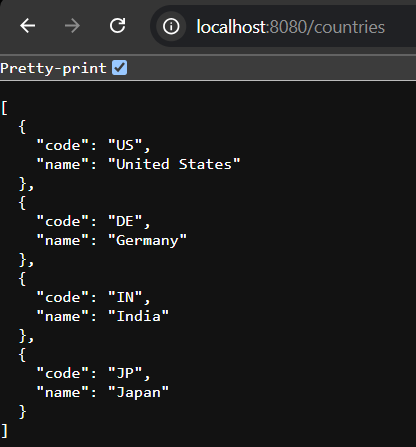 localhost:8080/countries
Pretty-print
[
  {
    "code": "US",
    "name": "United States"
  },
  {
    "code": "DE",
    "name": "Germany"
  },
  {
    "code": "IN",
    "name": "India"
  },
  {
    "code": "JP",
    "name": "Japan"
  }
]